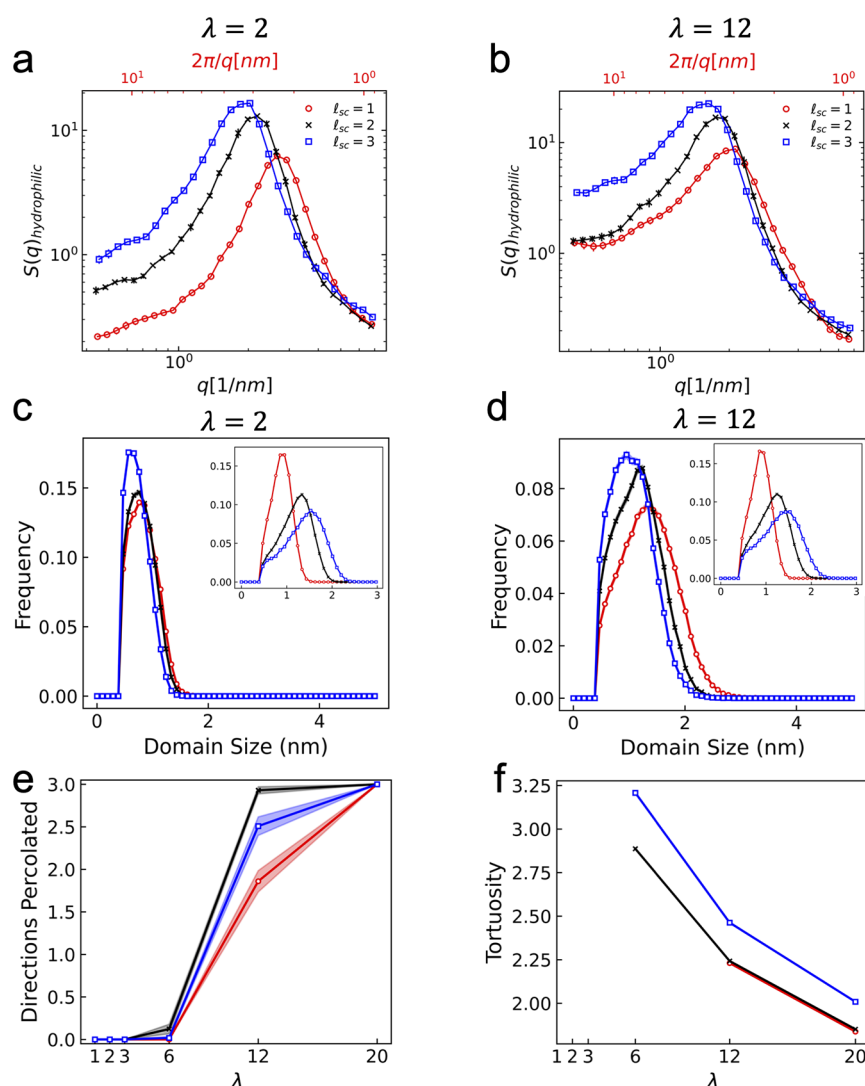 λ = 2
λ = 12
a
2π/q[nm]
10¹
10⁰
ℓsc = 1
ℓsc = 2
ℓsc = 3
10¹
10⁰
S(q)hydrophilic
10⁰
q[1/nm]
b
2π/q[nm]
10¹
10⁰
ℓsc = 1
ℓsc = 2
ℓsc = 3
10¹
10⁰
S(q)hydrophilic
10⁰
q[1/nm]
c
λ = 2
0.15
0.10
0.05
0.00
Frequency
0.15
0.10
0.05
0.00
0 1 2 3
0 2 4
Domain Size (nm)
d
λ = 12
0.08
0.06
0.04
0.02
0.00
Frequency
0.15
0.10
0.05
0.00
0 1 2 3
0 2 4
Domain Size (nm)
e
3.0
2.5
2.0
1.5
1.0
0.5
0.0
Directions Percolated
1 2 3 6 12 20
λ
f
3.25
3.00
2.75
2.50
2.25
2.00
Tortuosity
1 2 3 6 12 20
λ